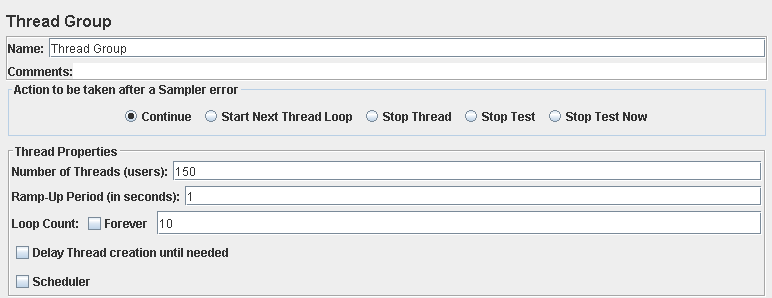 Thread Group
Name: Thread Group
Comments:
Action to be taken after a Sampler error
Continue Start Next Thread Loop Stop Thread Stop Test Stop Test Now
Thread Properties
Number of Threads (users): 150
Ramp-Up Period (in seconds): 1
Loop Count: Forever 10
Delay Thread creation until needed
Scheduler